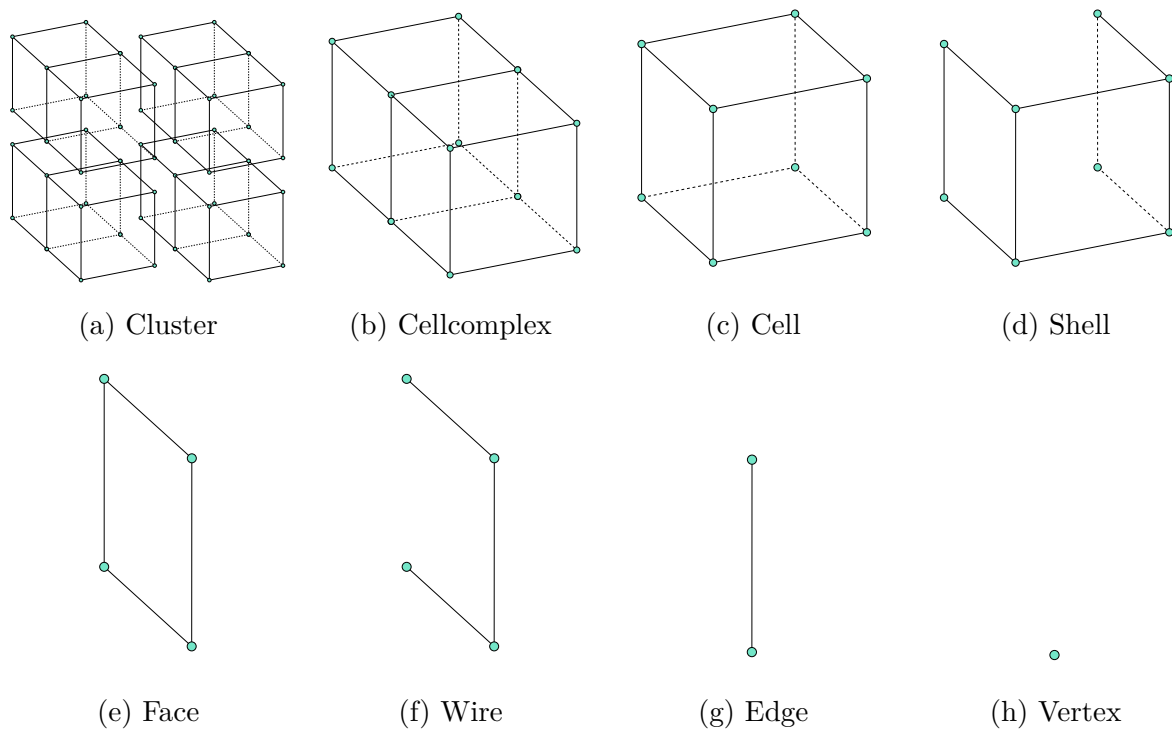 (a) Cluster
(b) Cellcomplex
(c) Cell
(d) Shell
(e) Face
(f) Wire
(g) Edge
(h) Vertex